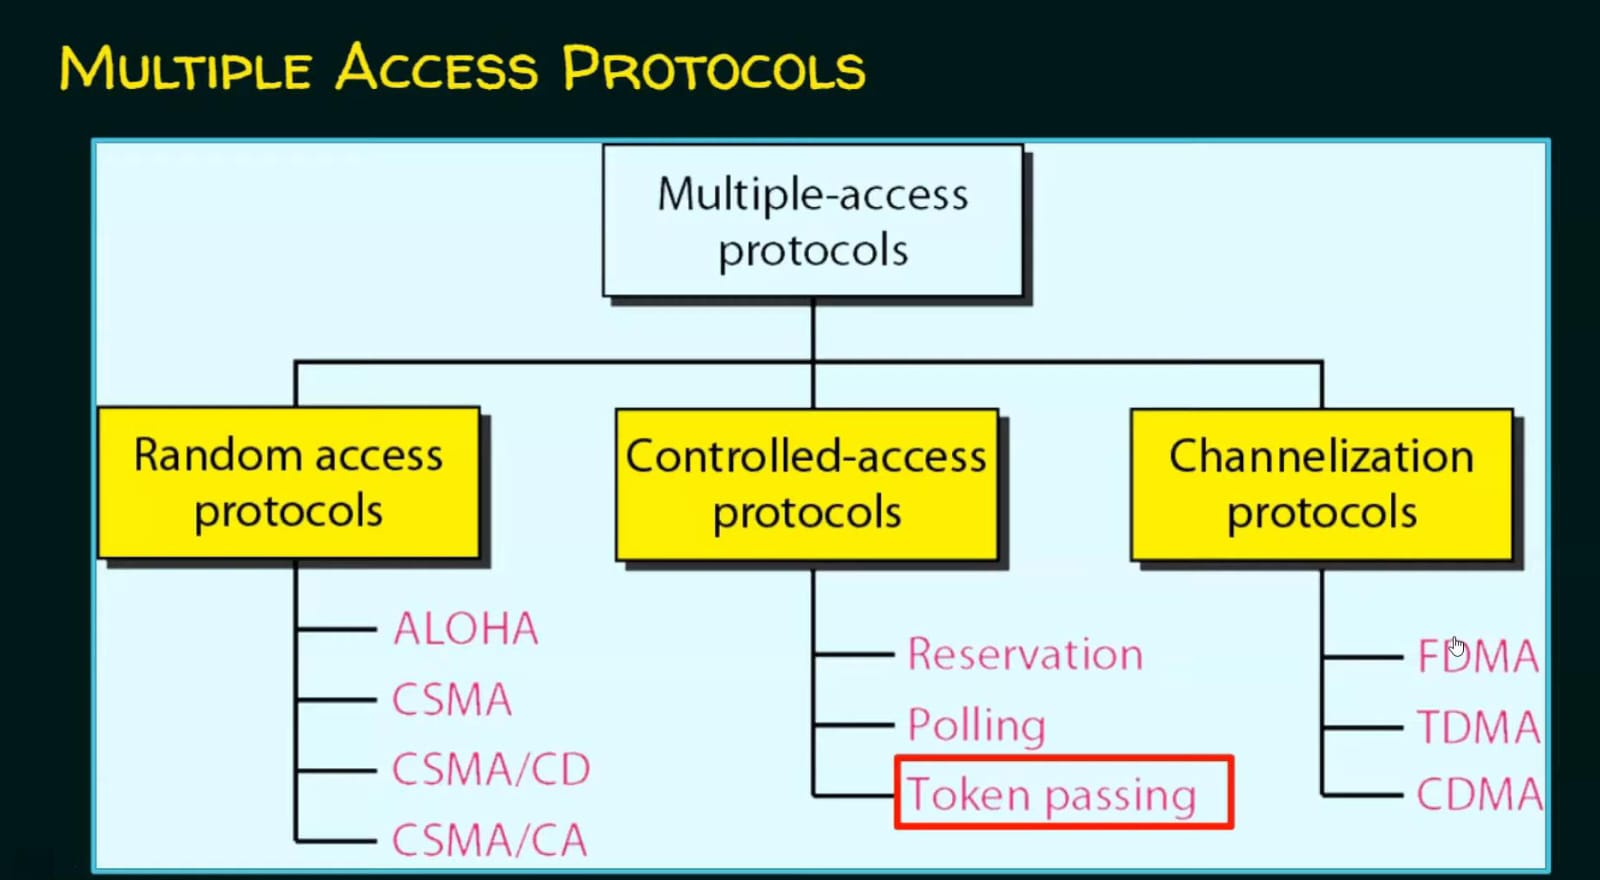 MULTIPLE ACCESS PROTOCOLS
Multiple-access
protocols
Random access
protocols
ALOHA
CSMA
CSMA/CD
CSMA/CA
Controlled-access
protocols
Reservation
Polling
Token passing
Channelization
protocols
FDMA
TDMA
CDMA